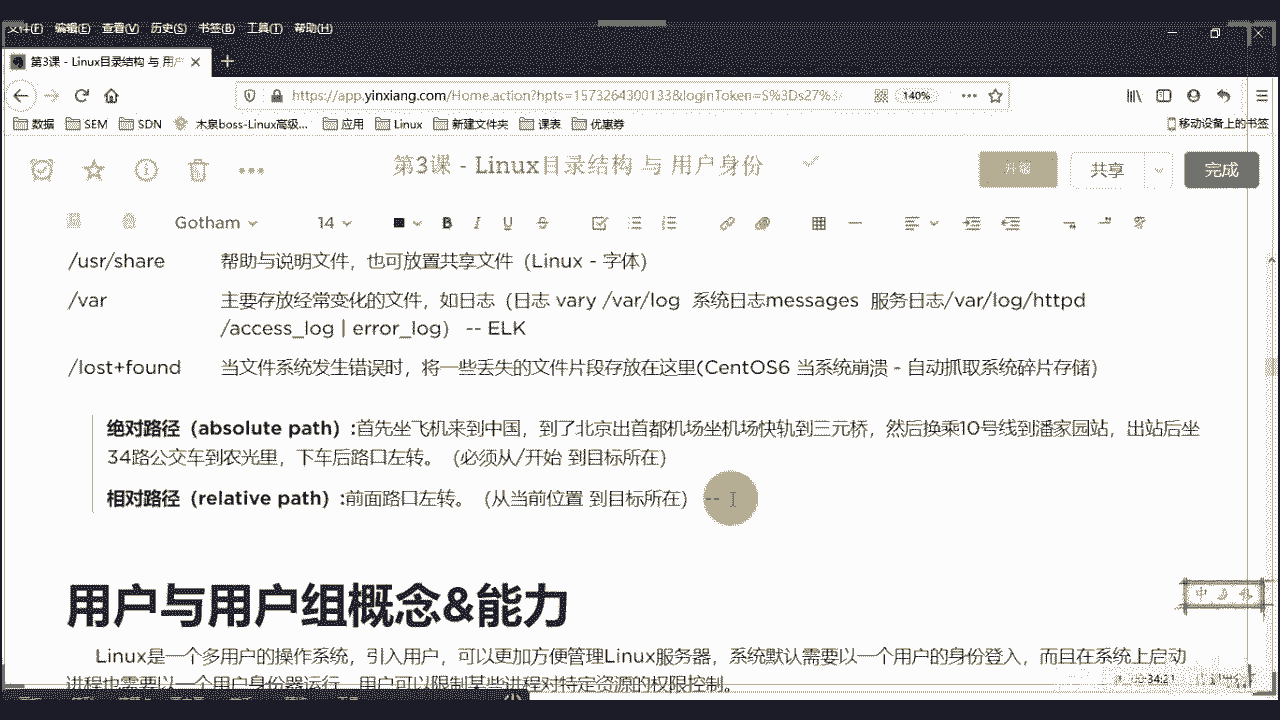 文件(F) 编辑(E) 查看(V) 历史(S) 书签(B) 工具(T) 帮助(H)
第3课 - Linux目录结构 与 用户
https://app.yinxiang.com/Home.action?hpts=1573264300133&loginToken=S%3Ds27%3 140%
数据 SEM SDN 木泉boss-Linux高级... 应用 Linux 新建文件夹 课表 优惠券 移动设备上的书签
第3课 - Linux目录结构 与 用户身份 升级 共享 完成
Gotham 14 B I U
/usr/share 帮助与说明文件，也可放置共享文件（Linux - 字体）
/var 主要存放经常变化的文件，如日志（日志 vary /var/log 系统日志messages 服务日志/var/log/httpd
/access_log | error_log） -- ELK
/lost+found 当文件系统发生错误时，将一些丢失的文件片段存放在这里(CentOS6 当系统崩溃 - 自动抓取系统碎片存储)
绝对路径（absolute path）:首先坐飞机来到中国，到了北京出首都机场坐机场快轨到三元桥，然后换乘10号线到潘家园站，出站后坐
34路公交车到农光里，下车后路口左转。（必须从/开始 到目标所在）
相对路径（relative path）:前面路口左转。（从当前位置 到目标所在） --
用户与用户组概念&能力
Linux是一个多用户的操作系统，引入用户，可以更加方便管理Linux服务器，系统默认需要以一个用户的身份登入，而且在系统上启动
进程也需要以一个用户身份器运行，用户可以限制某些进程对特定资源的权限控制。